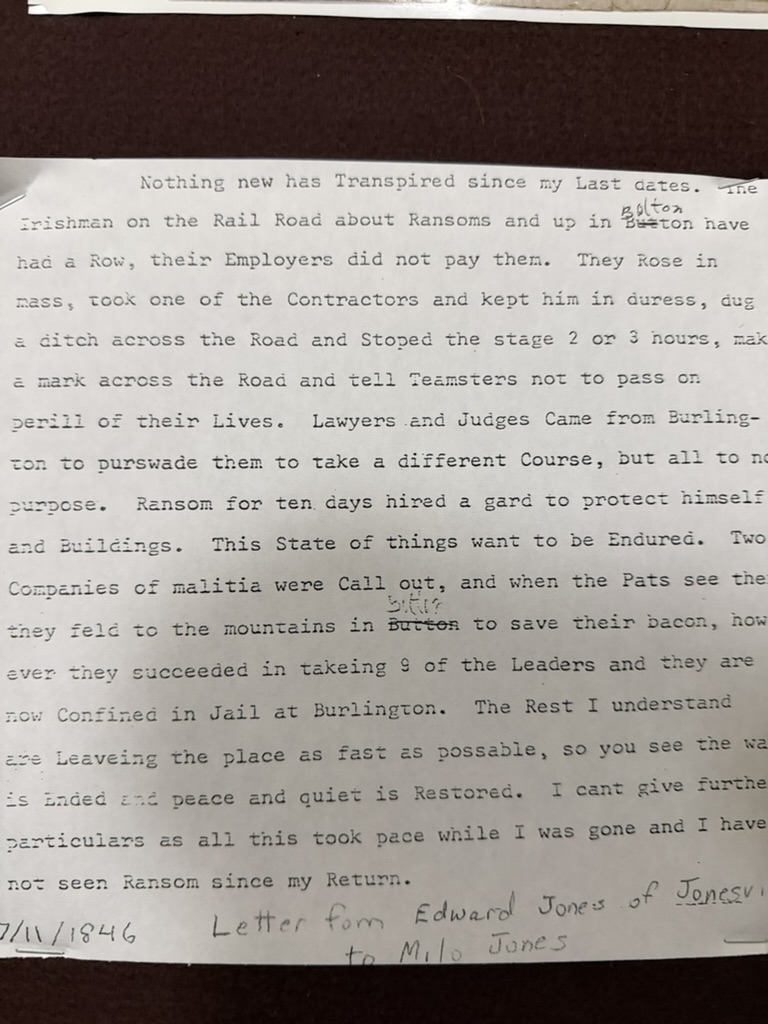 Nothing new has Transpired since my Last dates. The
Bolton
Irishman on the Rail Road about Ransoms and up in Button have
had a Row, their Employers did not pay them. They Rose in
mass, took one of the Contractors and kept him in duress, dug
a ditch across the Road and Stoped the stage 2 or 3 hours, mak
a mark across the Road and tell Teamsters not to pass on
perill of their Lives. Lawyers and Judges Came from Burling-
ton to purswade them to take a different Course, but all to no
purpose. Ransom for ten days hired a gard to protect himself
and Buildings. This State of things want to be Endured. Two
Companies of malitia were Call out, and when the Pats see the
they feld to the mountains in Button to save their bacon, how
ever they succeeded in takeing 9 of the Leaders and they are
now Confined in Jail at Burlington. The Rest I understand
are Leaveing the place as fast as possable, so you see the wa
is Ended and peace and quiet is Restored. I cant give furthe
particulars as all this took pace while I was gone and I have
not seen Ransom since my Return.
7/11/1846 Letter fom Edward Jones of Jonesvi
to Milo Jones